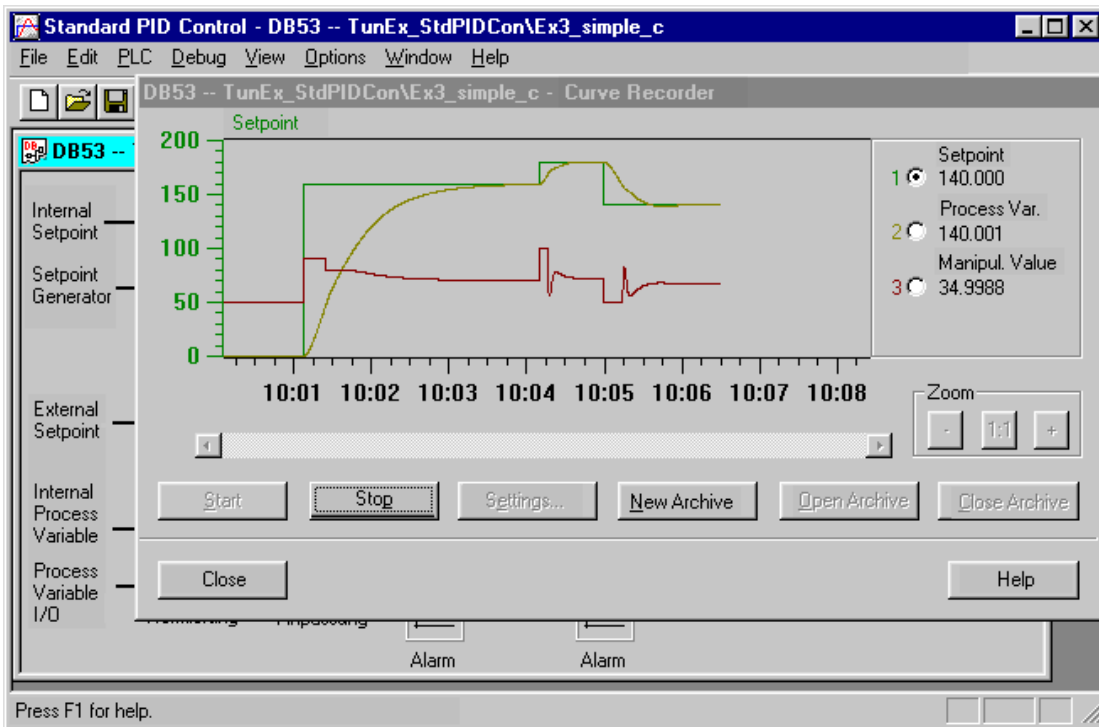 Standard PID Control - DB53 -- TunEx_StdPIDCon\Ex3_simple_c
File Edit PLC Debug View Options Window Help
DB53 -- TunEx_StdPIDCon\Ex3_simple_c - Curve Recorder
DB53 --
Setpoint
200
150
100
50
0
10:01 10:02 10:03 10:04 10:05 10:06 10:07 10:08
Setpoint
1 140.000
Process Var.
2 140.001
Manipul. Value
3 34.9988
Zoom
- 1:1 +
Internal
Setpoint
Setpoint
Generator
External
Setpoint
Internal
Process
Variable
Process
Variable
I/O
Start Stop Settings... New Archive Open Archive Close Archive
Close Help
Alarm Alarm
Press F1 for help.